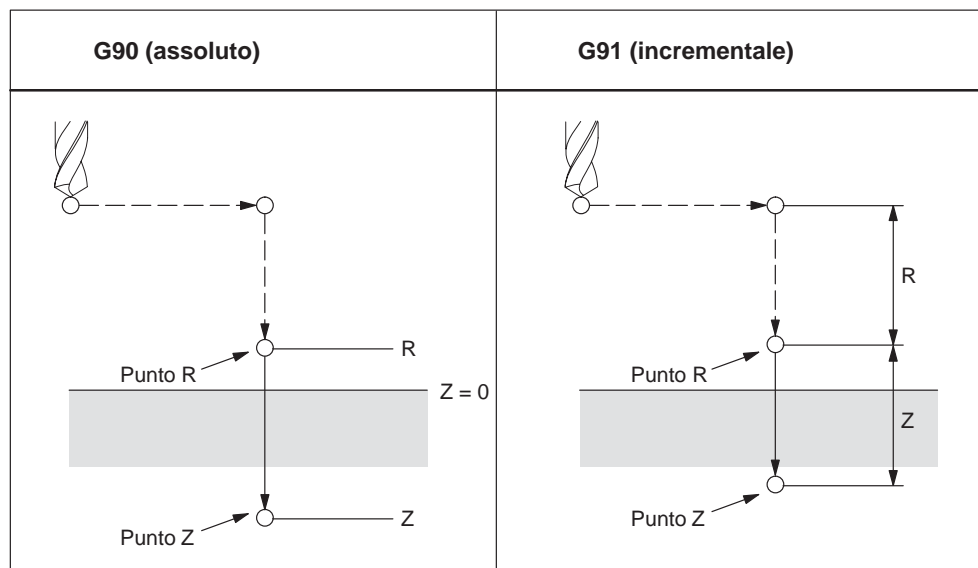 G90 (assoluto)
G91 (incrementale)
R
Punto R
Z = 0
Z
Punto Z
R
Punto R
Z
Punto Z